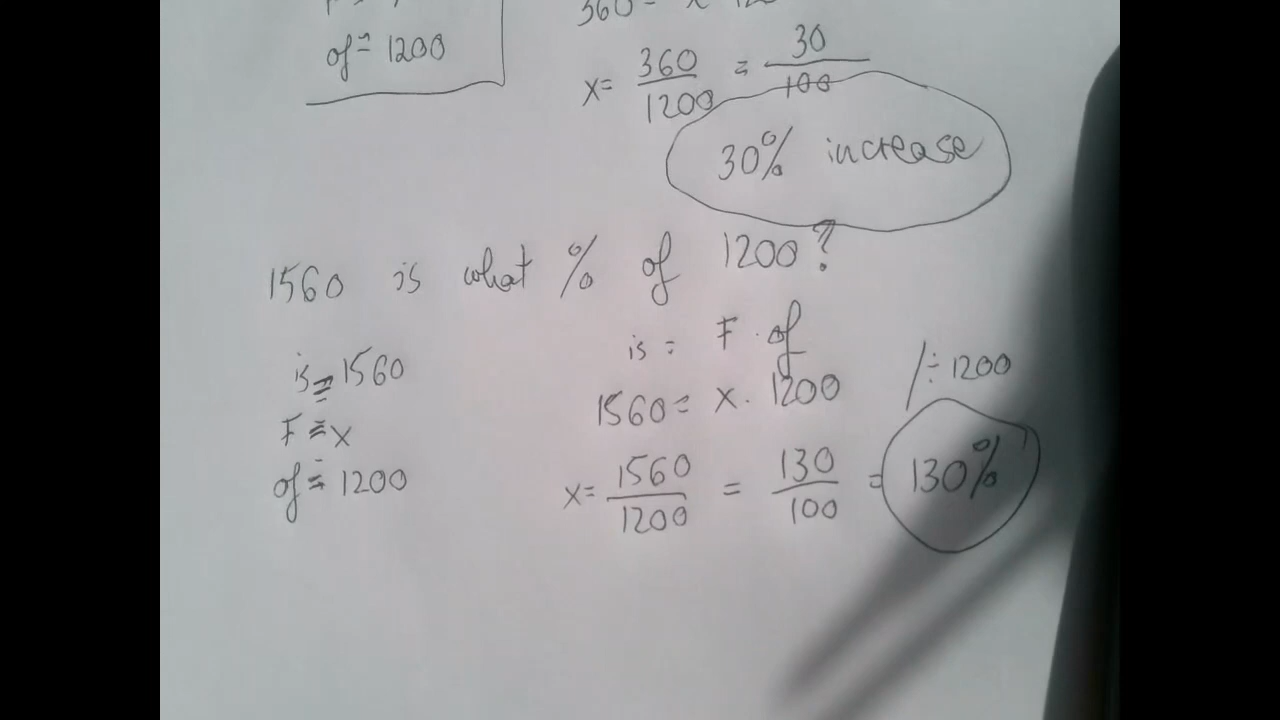 of = 1200
360 = x
x = 360/1200 = 30/100
30% increase
1560 is what % of 1200?
is = F · of
is = 1560
1560 = x · 1200 /÷ 1200
F = x
of = 1200
x = 1560/1200 = 130/100 = 130%